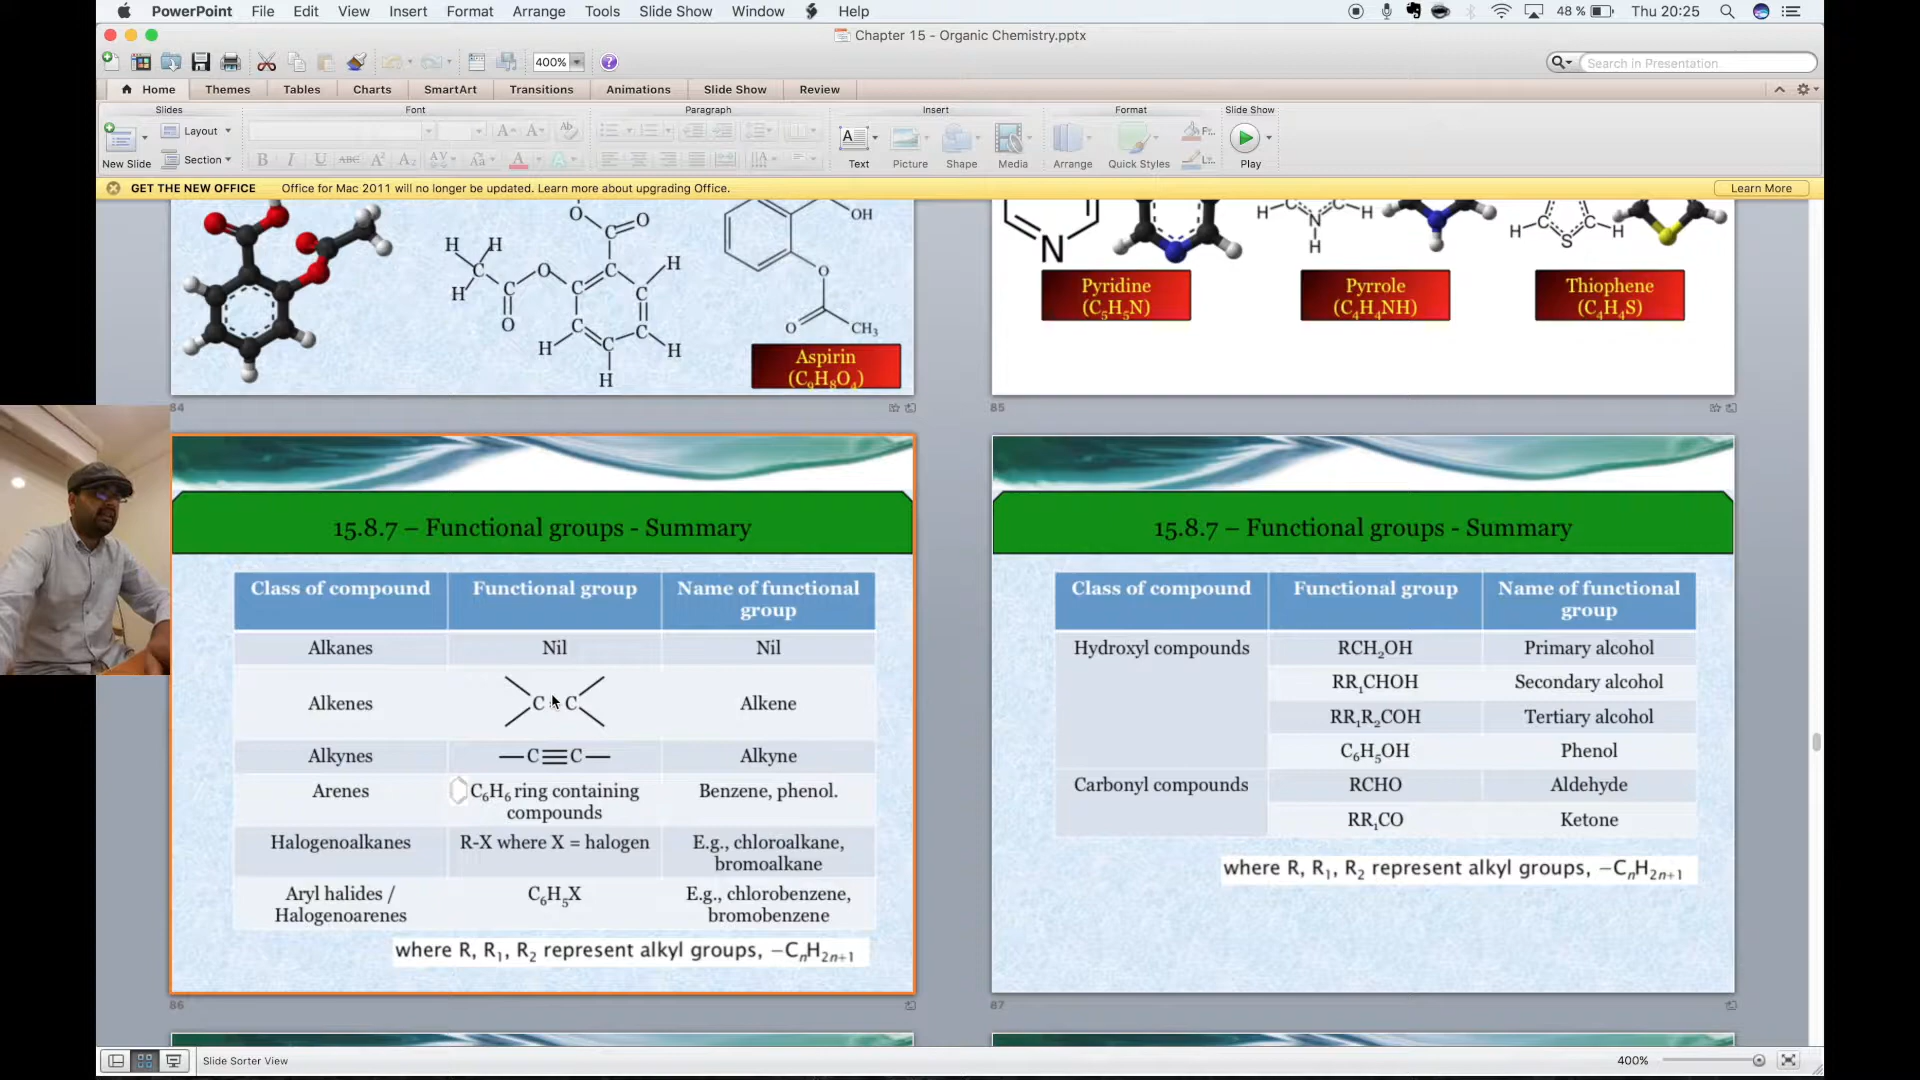 PowerPoint File Edit View Insert Format Arrange Tools Slide Show Window Help 48 % Thu 20:25
Chapter 15 - Organic Chemistry.pptx
400% Search in Presentation
Home Themes Tables Charts SmartArt Transitions Animations Slide Show Review
Slides Font Paragraph Insert Format Slide Show
Layout
New Slide Section Text Picture Shape Media Arrange Quick Styles Play
GET THE NEW OFFICE Office for Mac 2011 will no longer be updated. Learn more about upgrading Office. Learn More
Aspirin
(C₉H₈O₄)
Pyridine
(C₅H₅N)
Pyrrole
(C₄H₄NH)
Thiophene
(C₄H₄S)
84
85
15.8.7 – Functional groups - Summary
Class of compound Functional group Name of functional
group
Alkanes Nil Nil
Alkenes C C Alkene
Alkynes —C≡C— Alkyne
Arenes C₆H₆ ring containing Benzene, phenol.
compounds
Halogenoalkanes R-X where X = halogen E.g., chloroalkane,
bromoalkane
Aryl halides / C₆H₅X E.g., chlorobenzene,
Halogenoarenes bromobenzene
where R, R₁, R₂ represent alkyl groups, −CₙH₂ₙ₊₁
86
15.8.7 – Functional groups - Summary
Class of compound Functional group Name of functional
group
Hydroxyl compounds RCH₂OH Primary alcohol
RR₁CHOH Secondary alcohol
RR₁R₂COH Tertiary alcohol
C₆H₅OH Phenol
Carbonyl compounds RCHO Aldehyde
RR₁CO Ketone
where R, R₁, R₂ represent alkyl groups, −CₙH₂ₙ₊₁
87
Slide Sorter View 400%